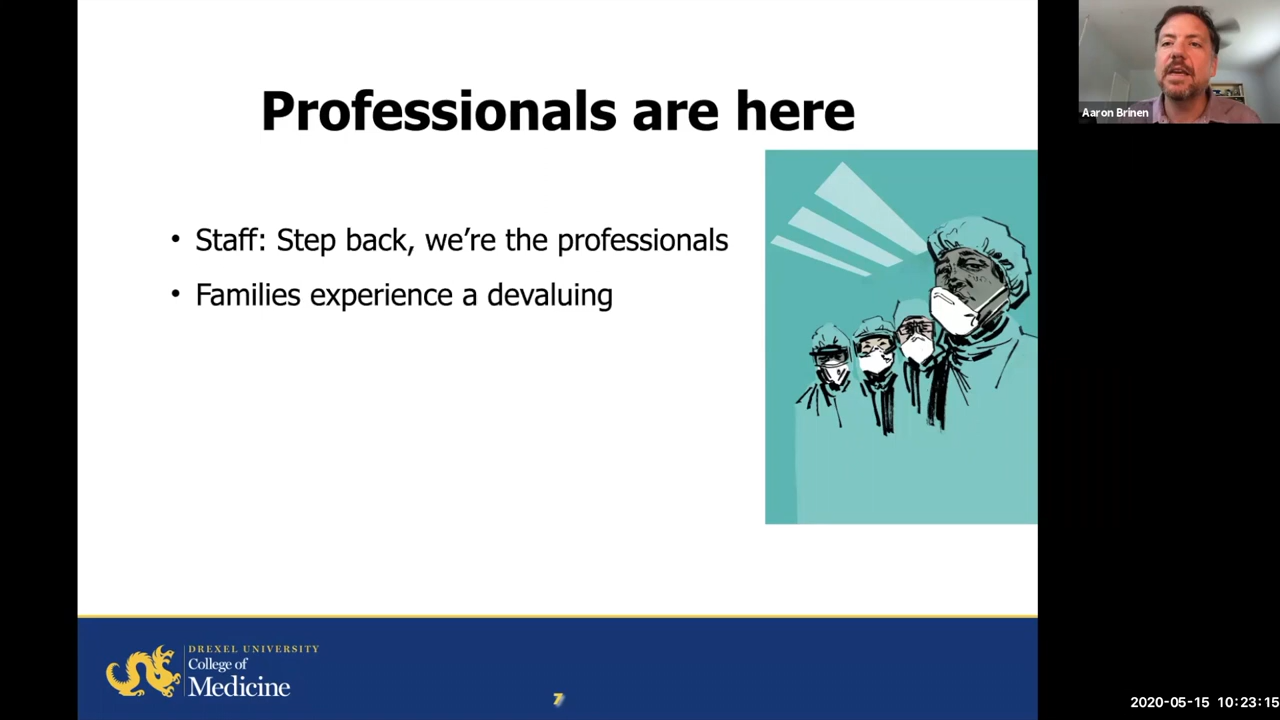 Professionals are here
Aaron Brinen
• Staff: Step back, we’re the professionals
• Families experience a devaluing
DREXEL UNIVERSITY
College of
Medicine
7
2020-05-15 10:23:15